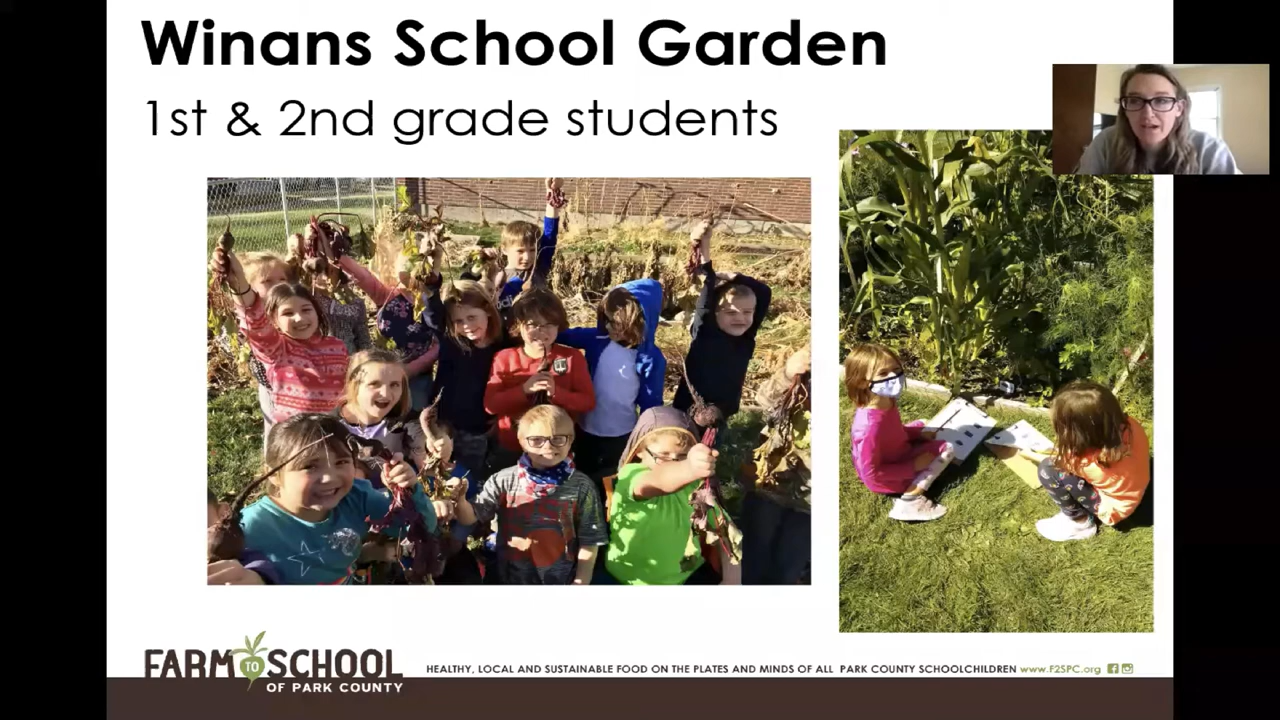 Winans School Garden
1st & 2nd grade students
FARM TO SCHOOL
OF PARK COUNTY
HEALTHY, LOCAL AND SUSTAINABLE FOOD ON THE PLATES AND MINDS OF ALL PARK COUNTY SCHOOLCHILDREN www.F2SPC.org